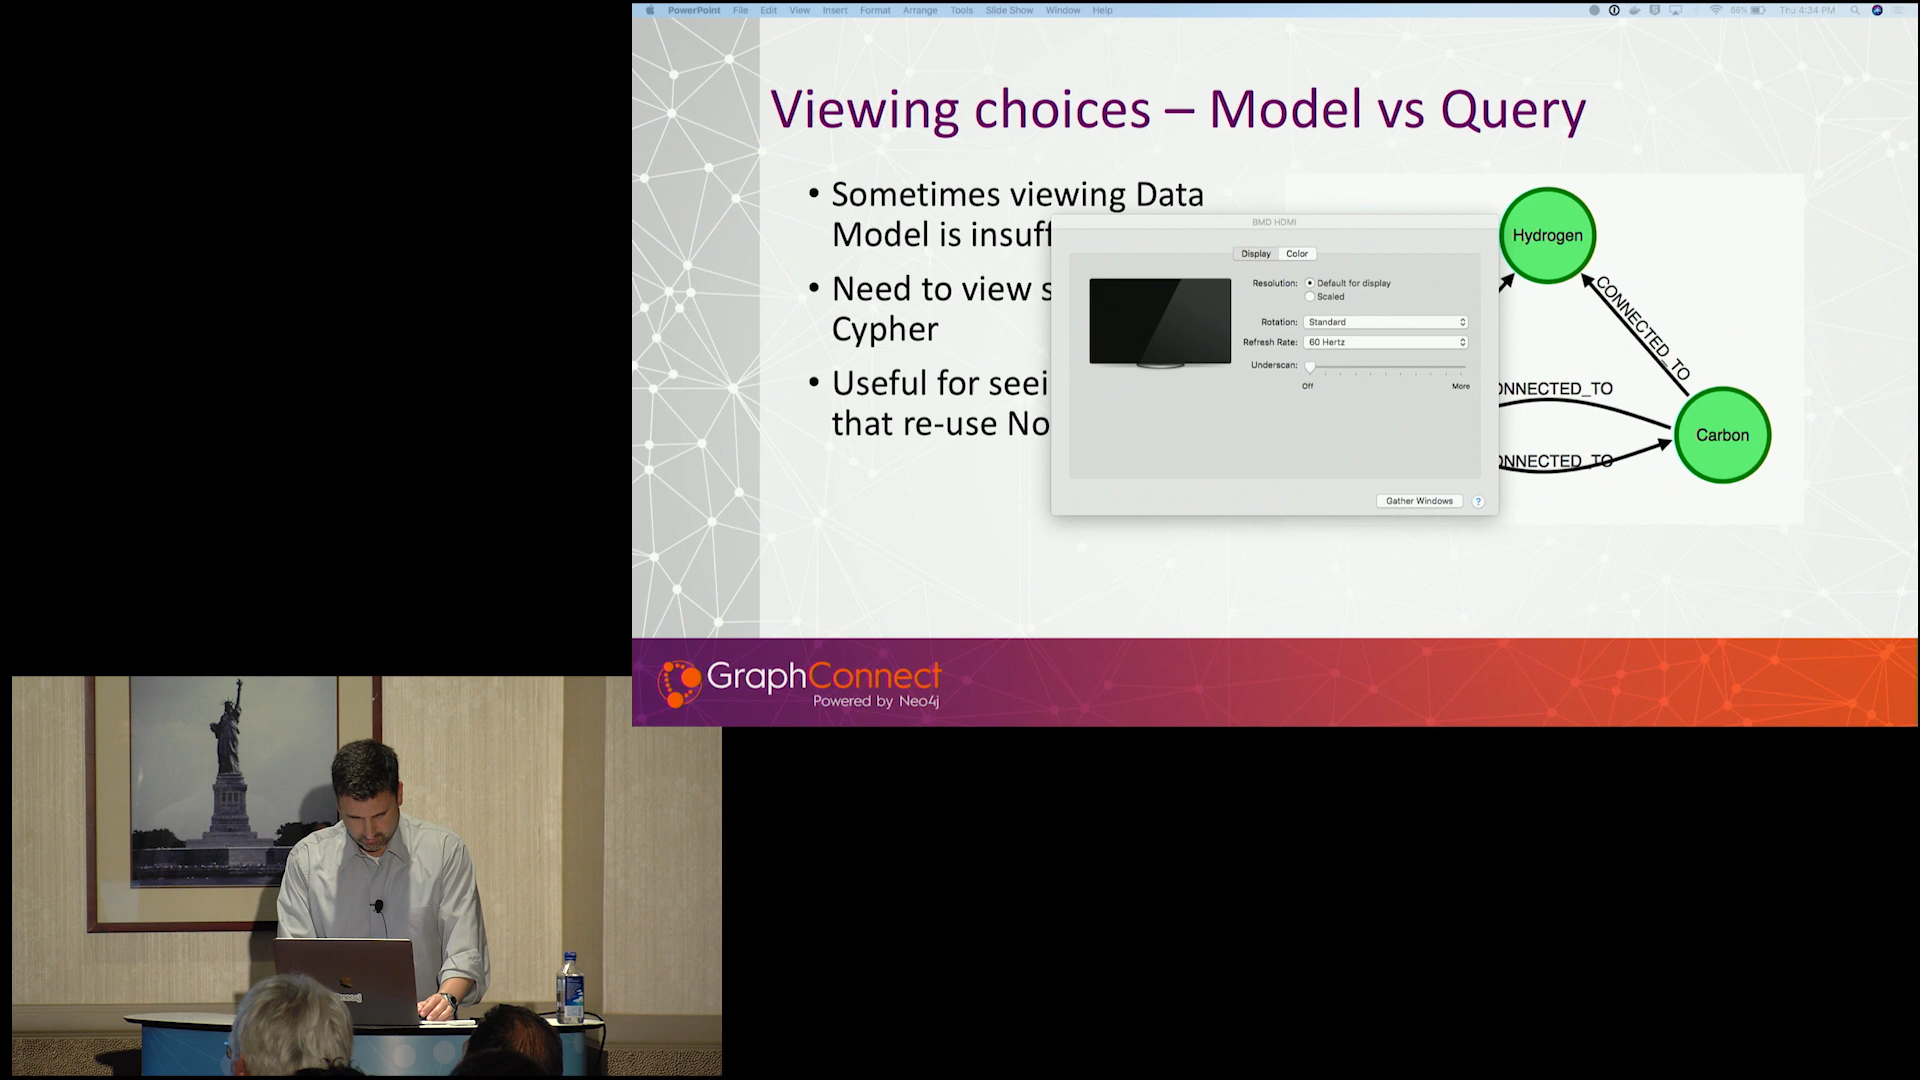 PowerPoint File Edit View Insert Format Arrange Tools Slide Show Window Help
68% Thu 4:34 PM
Viewing choices – Model vs Query
• Sometimes viewing Data
Model is insuff
• Need to view s
Cypher
• Useful for seei
that re-use No
BMD HDMI
Display Color
Resolution: Default for display
Scaled
Rotation: Standard
Refresh Rate: 60 Hertz
Underscan:
Off More
Gather Windows ?
Hydrogen
CONNECTED_TO
ONNECTED_TO
Carbon
ONNECTED_TO
GraphConnect
Powered by Neo4j